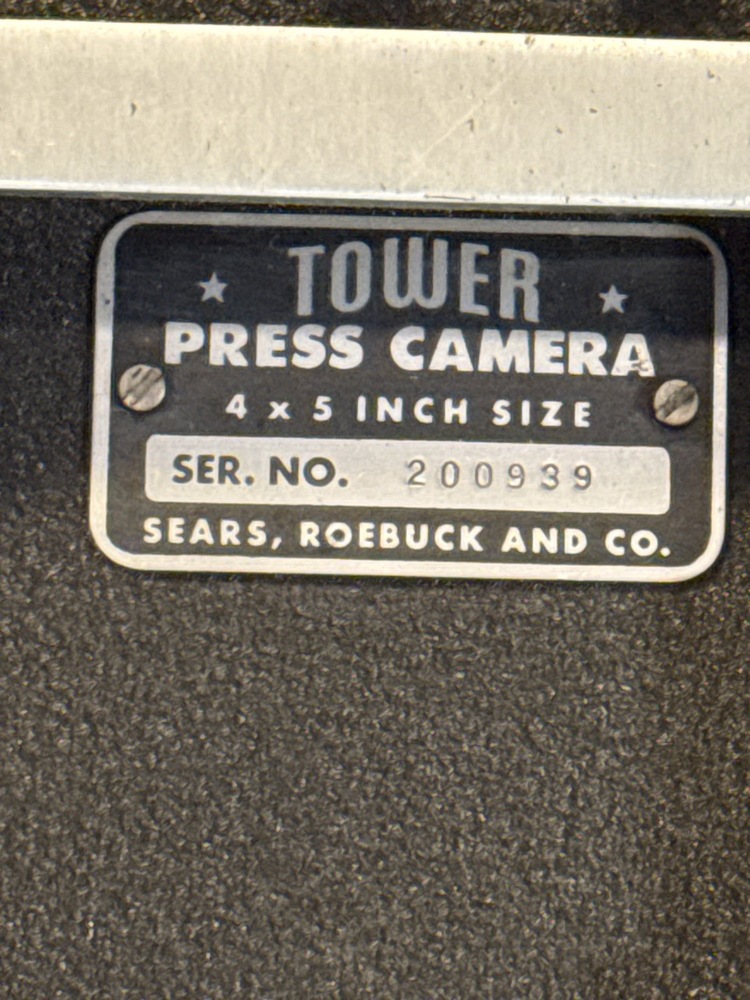 TOWER
PRESS CAMERA
4 x 5 INCH SIZE
SER. NO. 200939
SEARS, ROEBUCK AND CO.